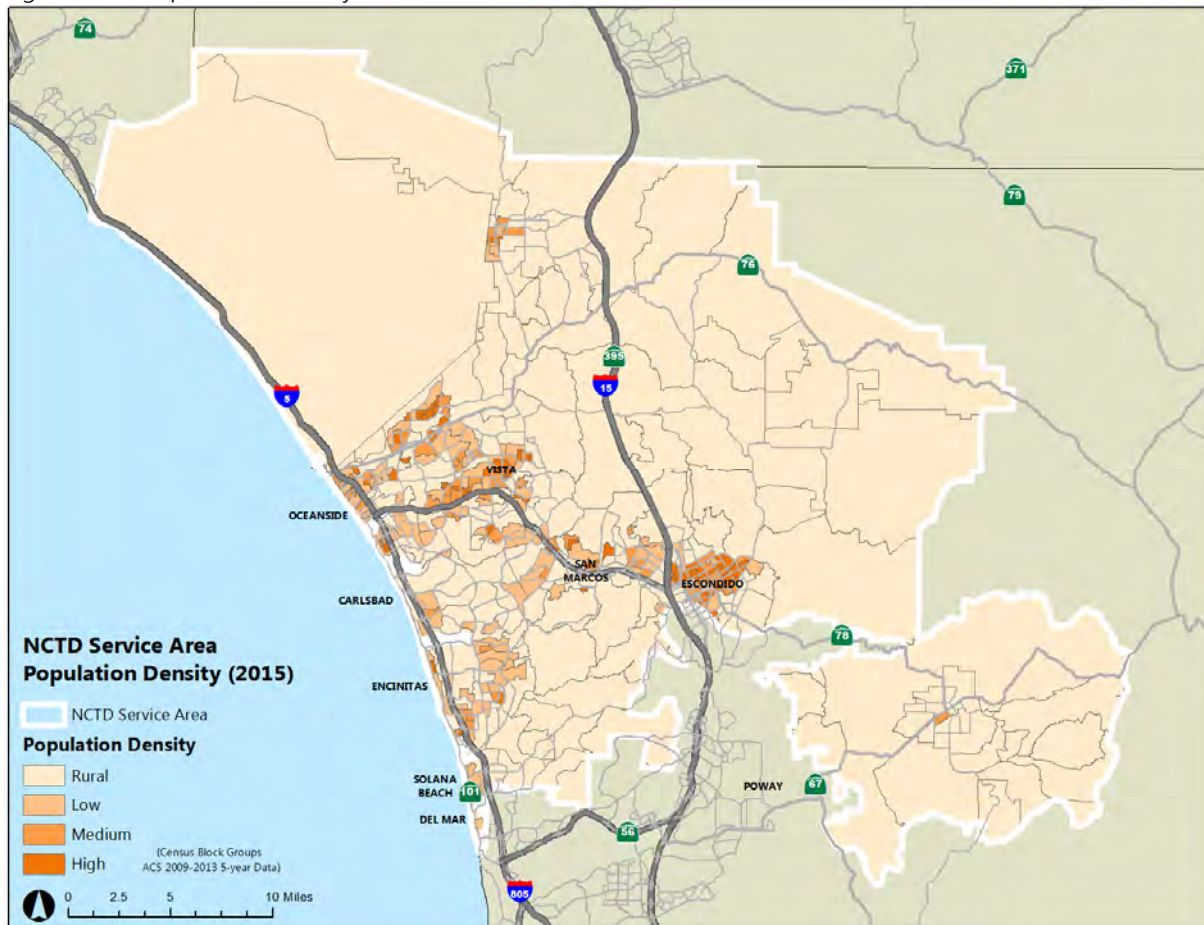 74
371
79
76
395
15
5
VISTA
OCEANSIDE
SAN
MARCOS
ESCONDIDO
CARLSBAD
78
NCTD Service Area
Population Density (2015)
ENCINITAS
NCTD Service Area
Population Density
Rural
Low
Medium
High
(Census Block Groups
ACS 2009-2013 5-year Data)
SOLANA
BEACH
101
DEL MAR
POWAY
67
56
805
0 2.5 5 10 Miles